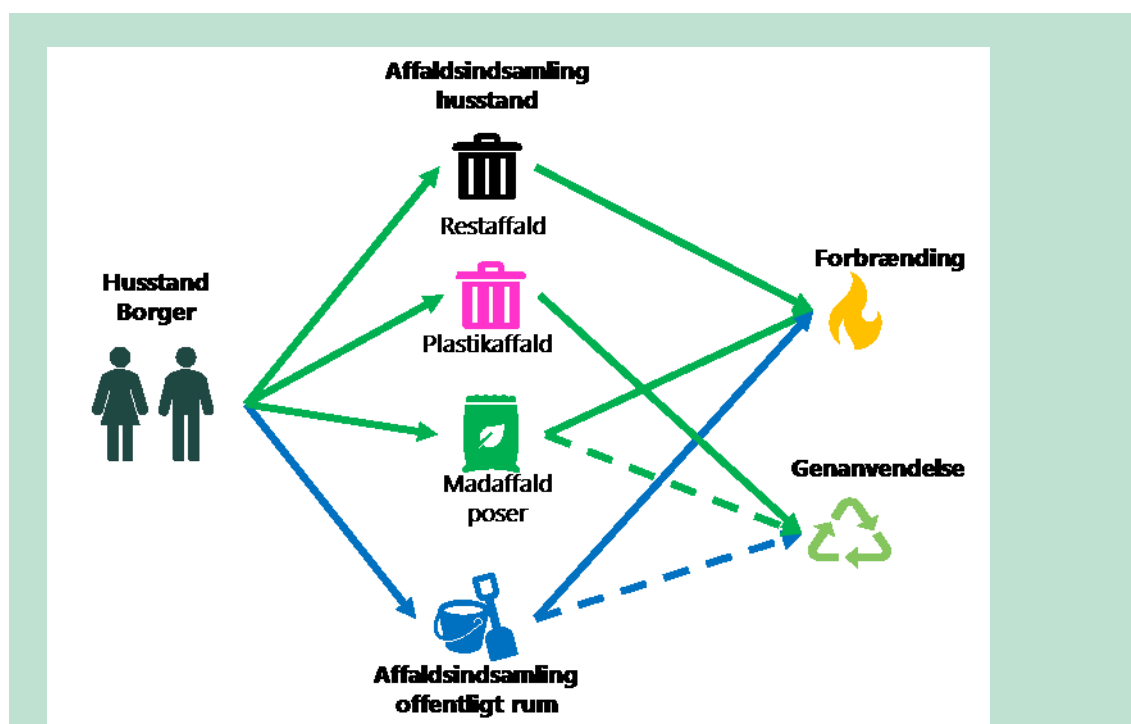 Affaldsindsamling
husstand
Restaffald
Husstand
Borger
Plastikaffald
Madaffald
poser
Affaldsindsamling
offentligt rum
Forbrænding
Genanvendelse